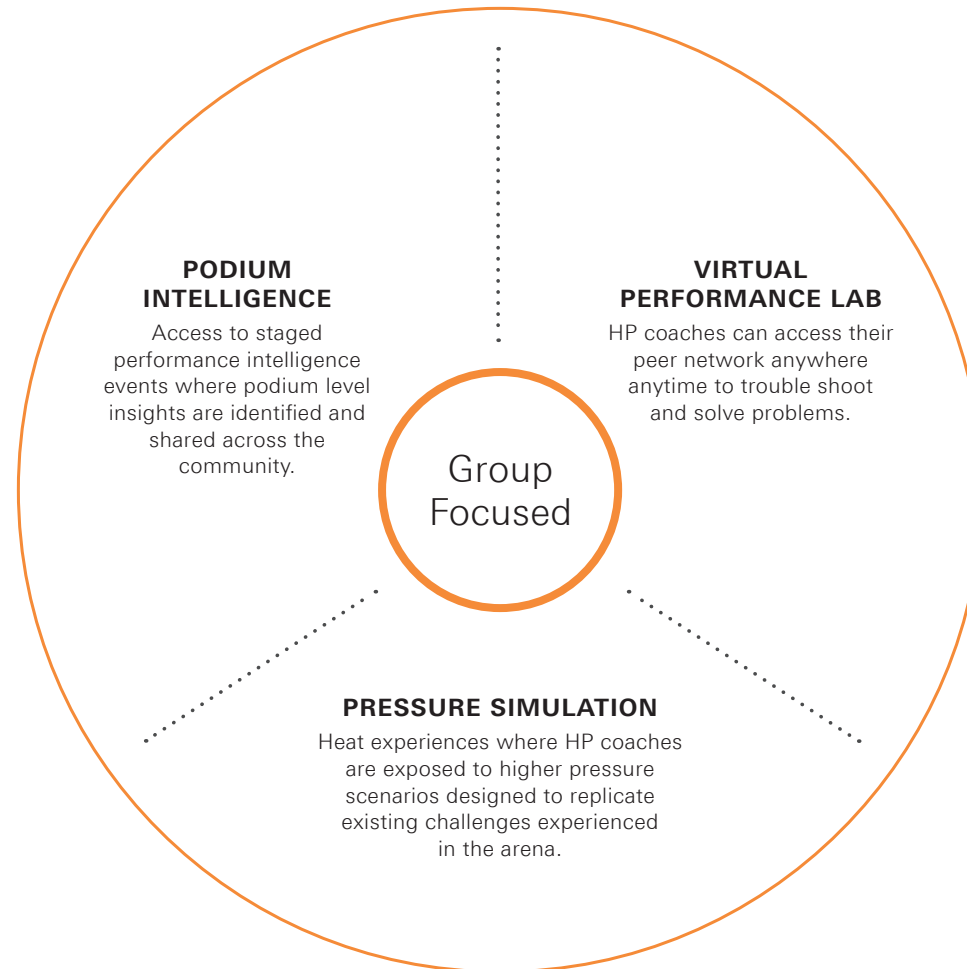 PODIUM
INTELLIGENCE
Access to staged
performance intelligence
events where podium level
insights are identified and
shared across the
community.
VIRTUAL
PERFORMANCE LAB
HP coaches can access their
peer network anywhere
anytime to trouble shoot
and solve problems.
Group
Focused
PRESSURE SIMULATION
Heat experiences where HP coaches
are exposed to higher pressure
scenarios designed to replicate
existing challenges experienced
in the arena.